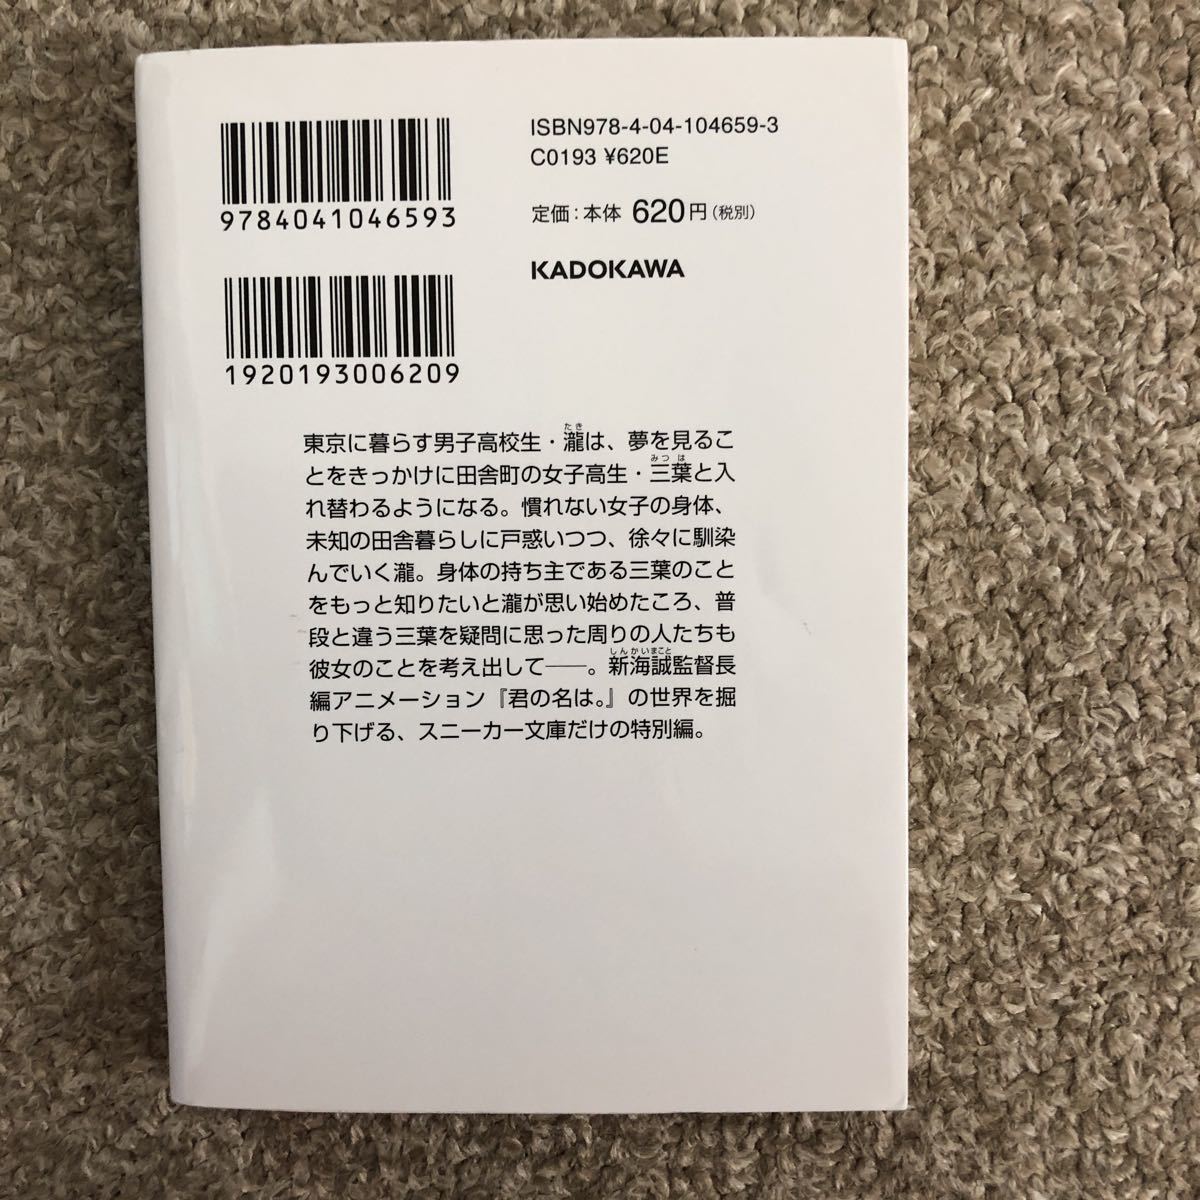 9784041046593
ISBN978-4-04-104659-3
C0193 ¥620E
定価:本体 620円(税別)
KADOKAWA
1920193006209
東京に暮らす男子高校生・瀧は、夢を見るこ
とをきっかけに田舎町の女子高生・三葉と入
れ替わるようになる。慣れない女子の身体、
未知の田舎暮らしに戸惑いつつ、徐々に馴染
んでいく瀧。身体の持ち主である三葉のこと
をもっと知りたいと瀧が思い始めたころ、普
段と違う三葉を疑問に思った周りの人たちも
彼女のことを考え出して――。新海誠監督長
編アニメーション『君の名は。』の世界を掘
り下げる、スニーカー文庫だけの特別編。